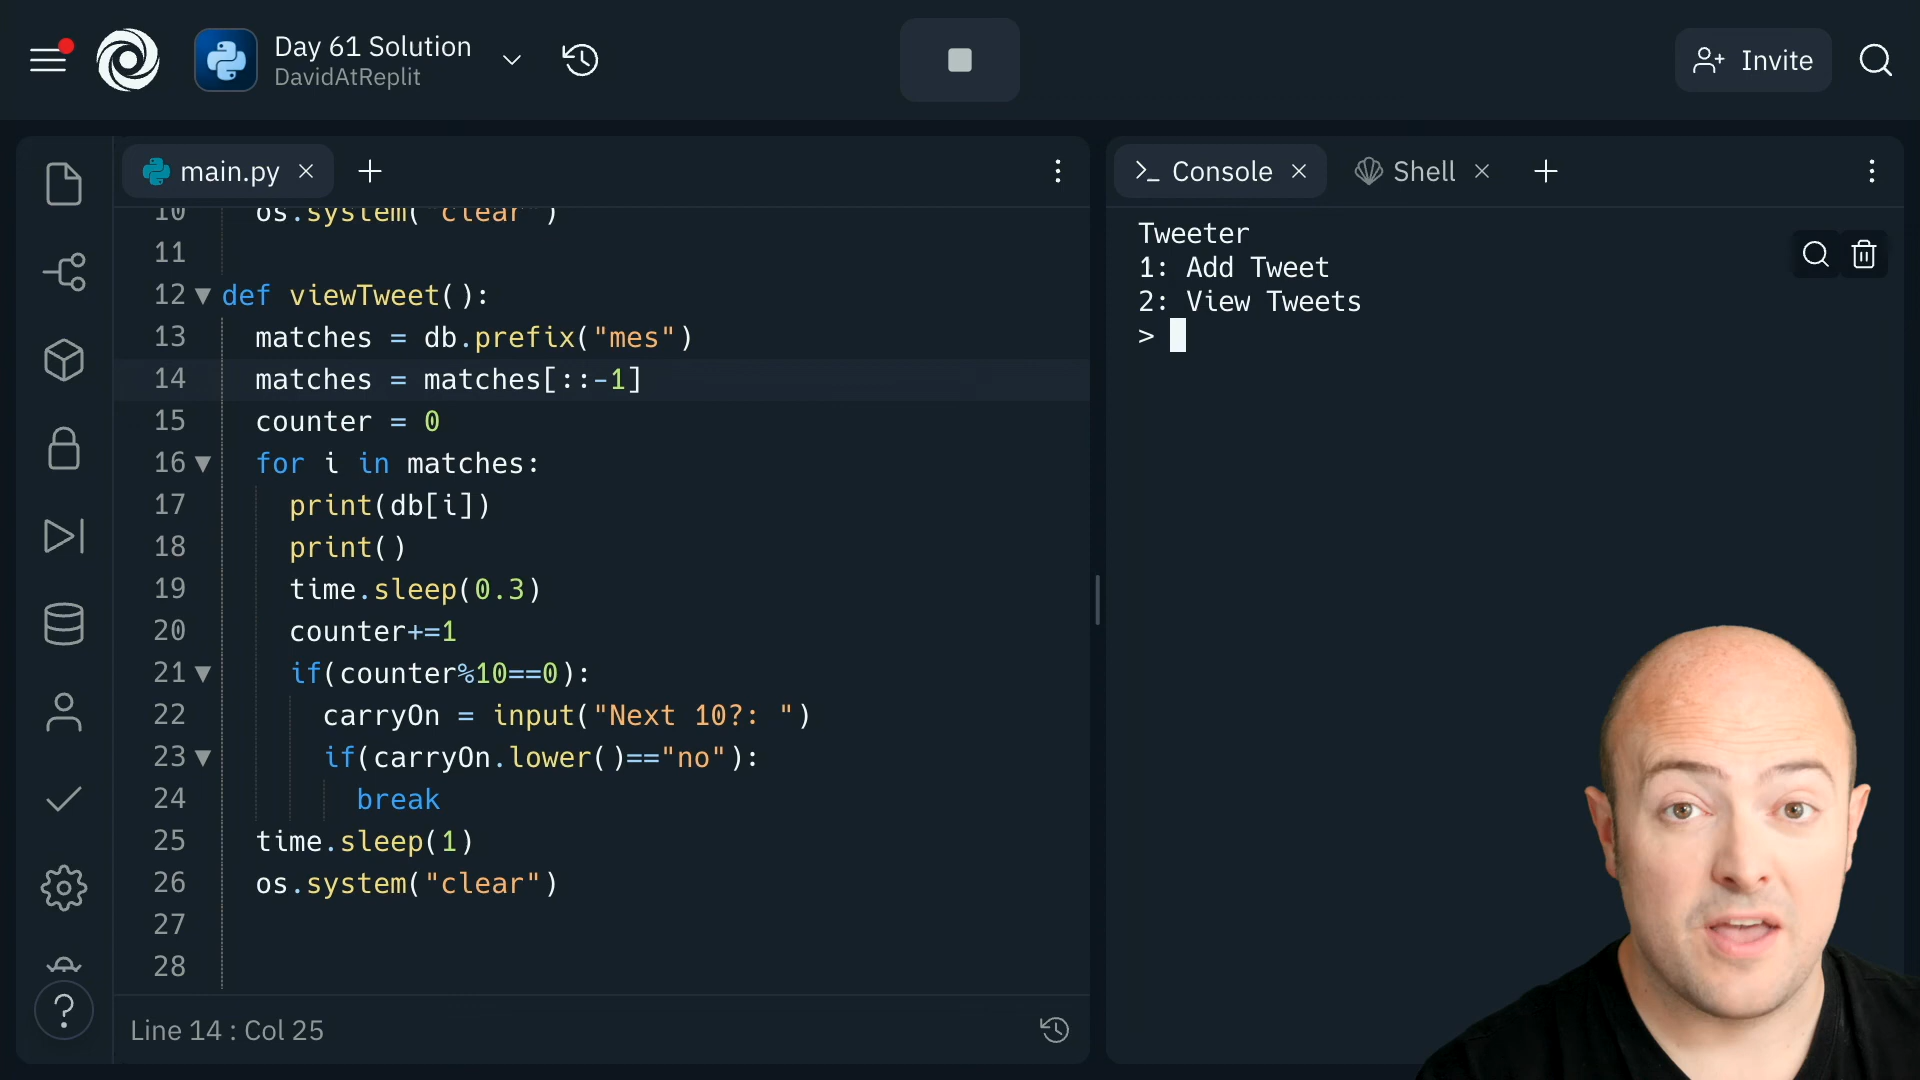 Day 61 Solution
DavidAtReplit
Invite
main.py
10 os.system("clear")
11
12 def viewTweet():
13 matches = db.prefix("mes")
14 matches = matches[::-1]
15 counter = 0
16 for i in matches:
17 print(db[i])
18 print()
19 time.sleep(0.3)
20 counter+=1
21 if(counter%10==0):
22 carryOn = input("Next 10?: ")
23 if(carryOn.lower()=="no"):
24 break
25 time.sleep(1)
26 os.system("clear")
27
28
Line 14 : Col 25
Console
Shell
Tweeter
1: Add Tweet
2: View Tweets
>